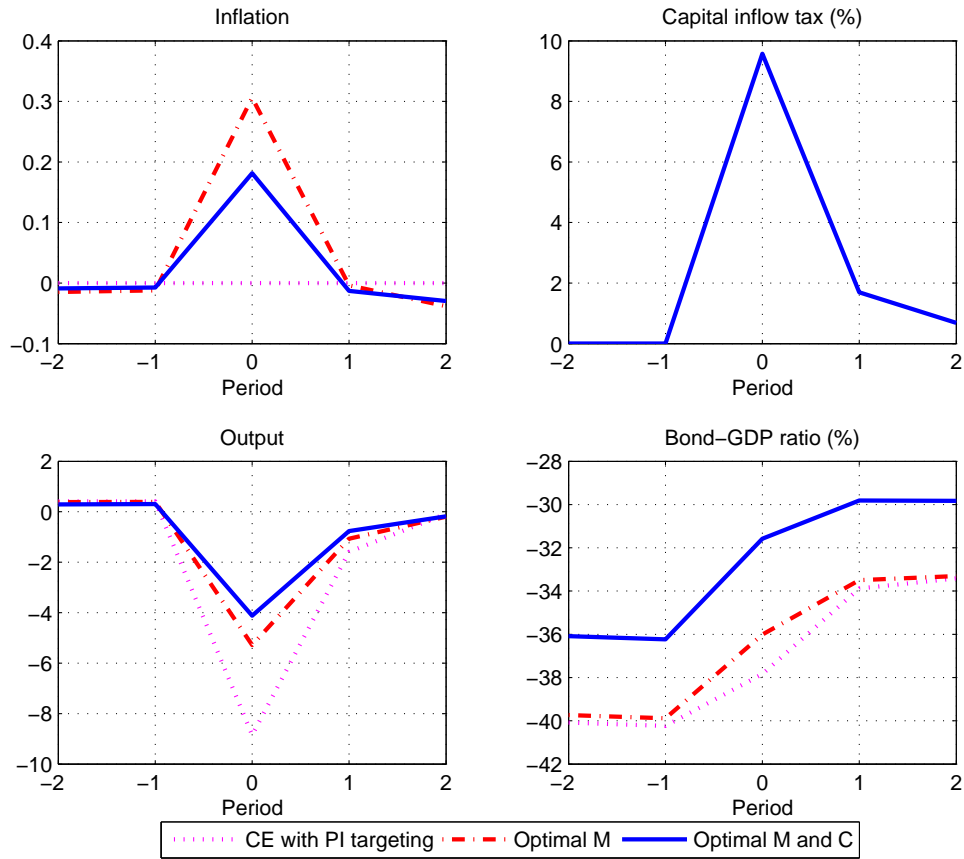 Inflation
0.4
0.3
0.2
0.1
0
−0.1
−2 −1 0 1 2
Period
Capital inflow tax (%)
10
8
6
4
2
0
−2 −1 0 1 2
Period
Output
2
0
−2
−4
−6
−8
−10
−2 −1 0 1 2
Period
Bond−GDP ratio (%)
−28
−30
−32
−34
−36
−38
−40
−42
−2 −1 0 1 2
Period
CE with PI targeting Optimal M Optimal M and C